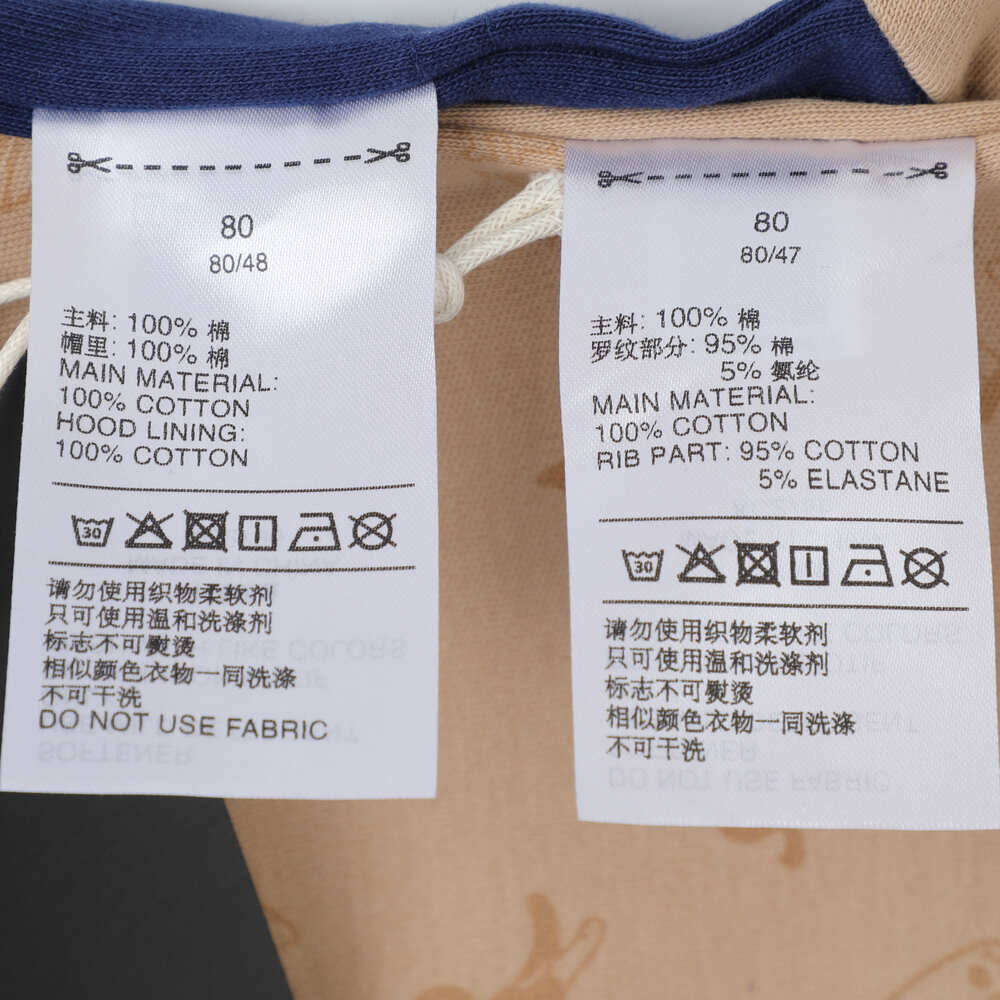 80
80/48
主料: 100% 棉
帽里: 100% 棉
MAIN MATERIAL:
100% COTTON
HOOD LINING:
100% COTTON
30
请勿使用织物柔软剂
只可使用温和洗涤剂
标志不可熨烫
相似颜色衣物一同洗涤
不可干洗
DO NOT USE FABRIC
80
80/47
主料: 100% 棉
罗纹部分: 95% 棉
5% 氨纶
MAIN MATERIAL:
100% COTTON
RIB PART: 95% COTTON
5% ELASTANE
30
请勿使用织物柔软剂
只可使用温和洗涤剂
标志不可熨烫
相似颜色衣物一同洗涤
不可干洗